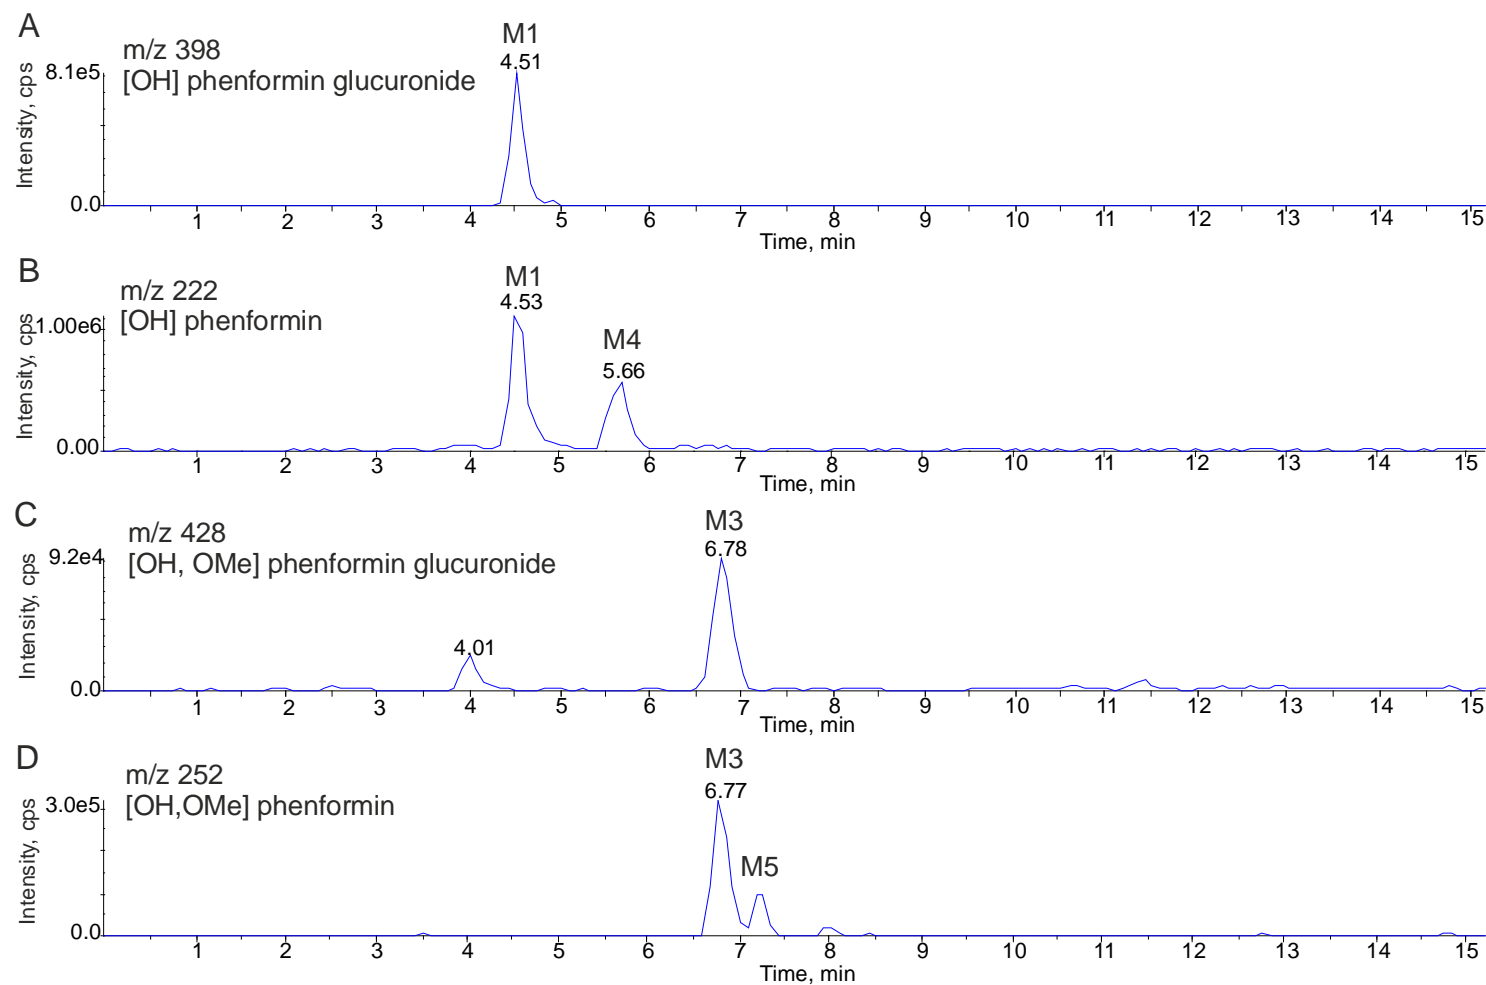 A
m/z 398
[OH] phenformin glucuronide
M1
4.51
8.1e5
0.0
Intensity, cps
1 2 3 4 5 6 7 8 9 10 11 12 13 14 15
Time, min
B
m/z 222
[OH] phenformin
M1
4.53
M4
5.66
1.00e6
0.00
Intensity, cps
1 2 3 4 5 6 7 8 9 10 11 12 13 14 15
Time, min
C
m/z 428
[OH, OMe] phenformin glucuronide
M3
6.78
4.01
9.2e4
0.0
Intensity, cps
1 2 3 4 5 6 7 8 9 10 11 12 13 14 15
Time, min
D
m/z 252
[OH,OMe] phenformin
M3
6.77
M5
3.0e5
0.0
Intensity, cps
1 2 3 4 5 6 7 8 9 10 11 12 13 14 15
Time, min